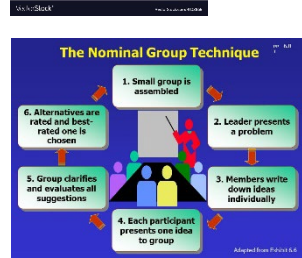 VectorStock®
The Nominal Group Technique
1. Small group is
assembled
2. Leader presents
a problem
3. Members write
down ideas
individually
4. Each participant
presents one idea
to group
5. Group clarifies
and evaluates all
suggestions
6. Alternatives are
rated and best-
rated one is
chosen
Adapted from Exhibit 6.6